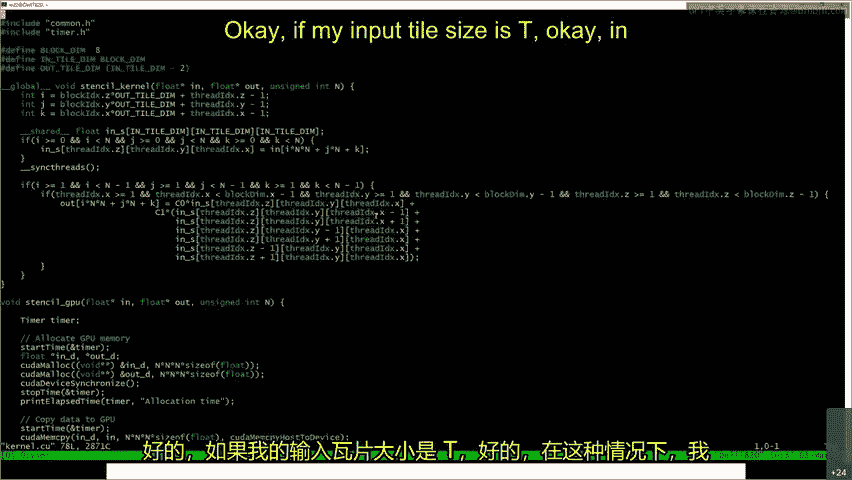 Okay, if my input tile size is T, okay, in
#include "common.h"
#include "timer.h"
#define BLOCK_DIM 8
#define IN_TILE_DIM BLOCK_DIM
#define OUT_TILE_DIM (IN_TILE_DIM - 2)
__global__ void stencil_kernel(float* in, float* out, unsigned int N) {
int i = blockIdx.z*OUT_TILE_DIM + threadIdx.z - 1;
int j = blockIdx.y*OUT_TILE_DIM + threadIdx.y - 1;
int k = blockIdx.x*OUT_TILE_DIM + threadIdx.x - 1;
__shared__ float in_s[IN_TILE_DIM][IN_TILE_DIM][IN_TILE_DIM];
if(i >= 0 && i < N && j >= 0 && j < N && k >= 0 && k < N) {
in_s[threadIdx.z][threadIdx.y][threadIdx.x] = in[i*N*N + j*N + k];
}
__syncthreads();
if(i >= 1 && i < N - 1 && j >= 1 && j < N - 1 && k >= 1 && k < N - 1) {
if(threadIdx.x >= 1 && threadIdx.x < blockDim.x - 1 && threadIdx.y >= 1 && threadIdx.y < blockDim.y - 1 && threadIdx.z >= 1 && threadIdx.z < blockDim.z - 1) {
out[i*N*N + j*N + k] = C0*in_s[threadIdx.z][threadIdx.y][threadIdx.x] +
C1*(in_s[threadIdx.z][threadIdx.y][threadIdx.x - 1] +
in_s[threadIdx.z][threadIdx.y][threadIdx.x + 1] +
in_s[threadIdx.z][threadIdx.y - 1][threadIdx.x] +
in_s[threadIdx.z][threadIdx.y + 1][threadIdx.x] +
in_s[threadIdx.z - 1][threadIdx.y][threadIdx.x] +
in_s[threadIdx.z + 1][threadIdx.y][threadIdx.x]);
}
}
}
void stencil_gpu(float* in, float* out, unsigned int N) {
Timer timer;
// Allocate GPU memory
startTime(&timer);
float *in_d, *out_d;
cudaMalloc((void**) &in_d, N*N*N*sizeof(float));
cudaMalloc((void**) &out_d, N*N*N*sizeof(float));
cudaDeviceSynchronize();
stopTime(&timer);
printElapsedTime(timer, "Allocation time");
// Copy data to GPU
startTime(&timer);
cudaMemcpy(in_d, in, N*N*N*sizeof(float), cudaMemcpyHostToDevice);
"kernel.cu" 78L, 2871C 1,0-1
好的，如果我的输入瓦片大小是 T，好的，在这种情况下，我
+24